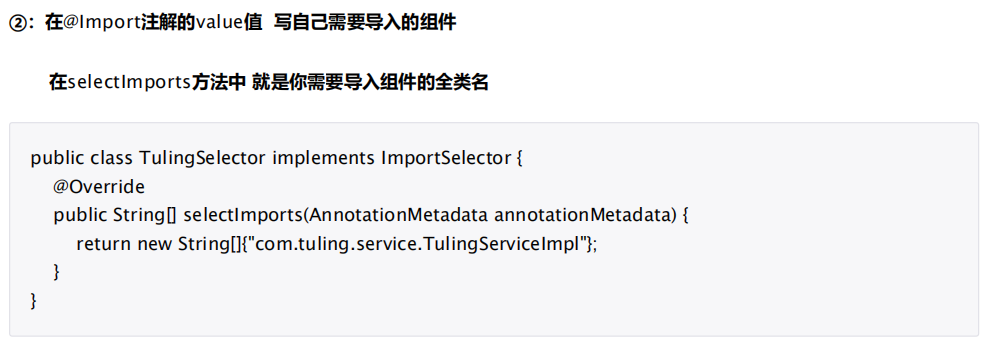 ②：在@Import注解的value值  写自己需要导入的组件
在selectImports方法中 就是你需要导入组件的全类名
public class TulingSelector implements ImportSelector {
    @Override
    public String[] selectImports(AnnotationMetadata annotationMetadata) {
        return new String[]{"com.tuling.service.TulingServiceImpl"};
    }
}